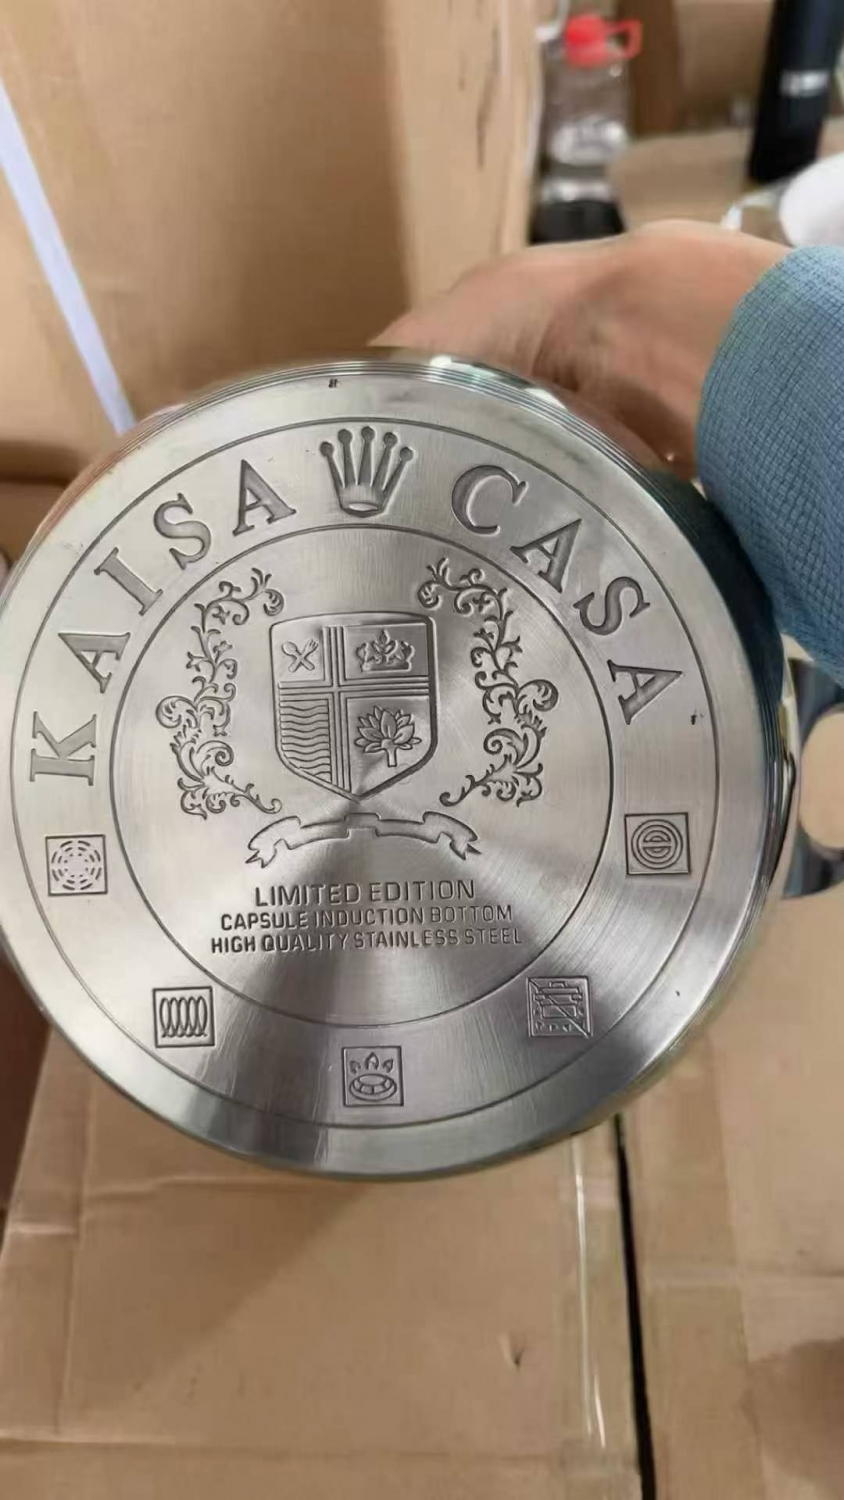 KAISA CASA
LIMITED EDITION
CAPSULE INDUCTION BOTTOM
HIGH QUALITY STAINLESS STEEL